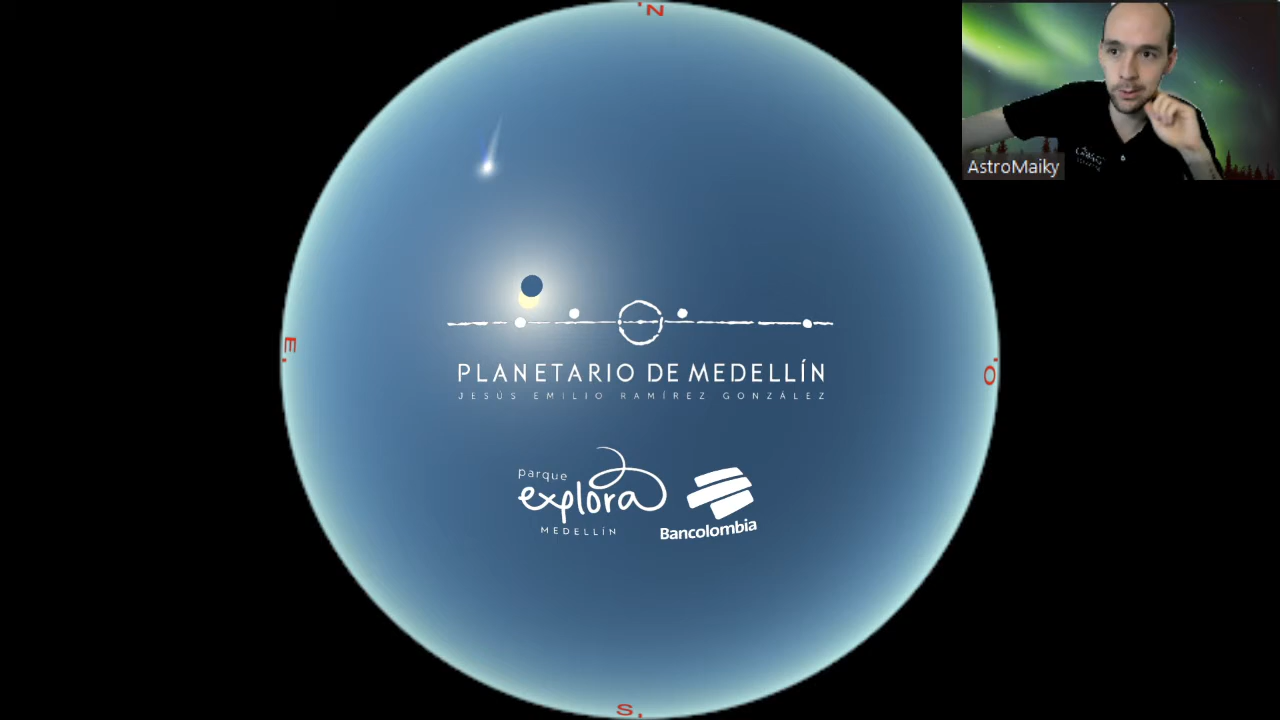 N.
AstroMaiky
E.
O.
PLANETARIO DE MEDELLÍN
JESÚS EMILIO RAMÍREZ GONZÁLEZ
parque
explora
MEDELLÍN
Bancolombia
S.